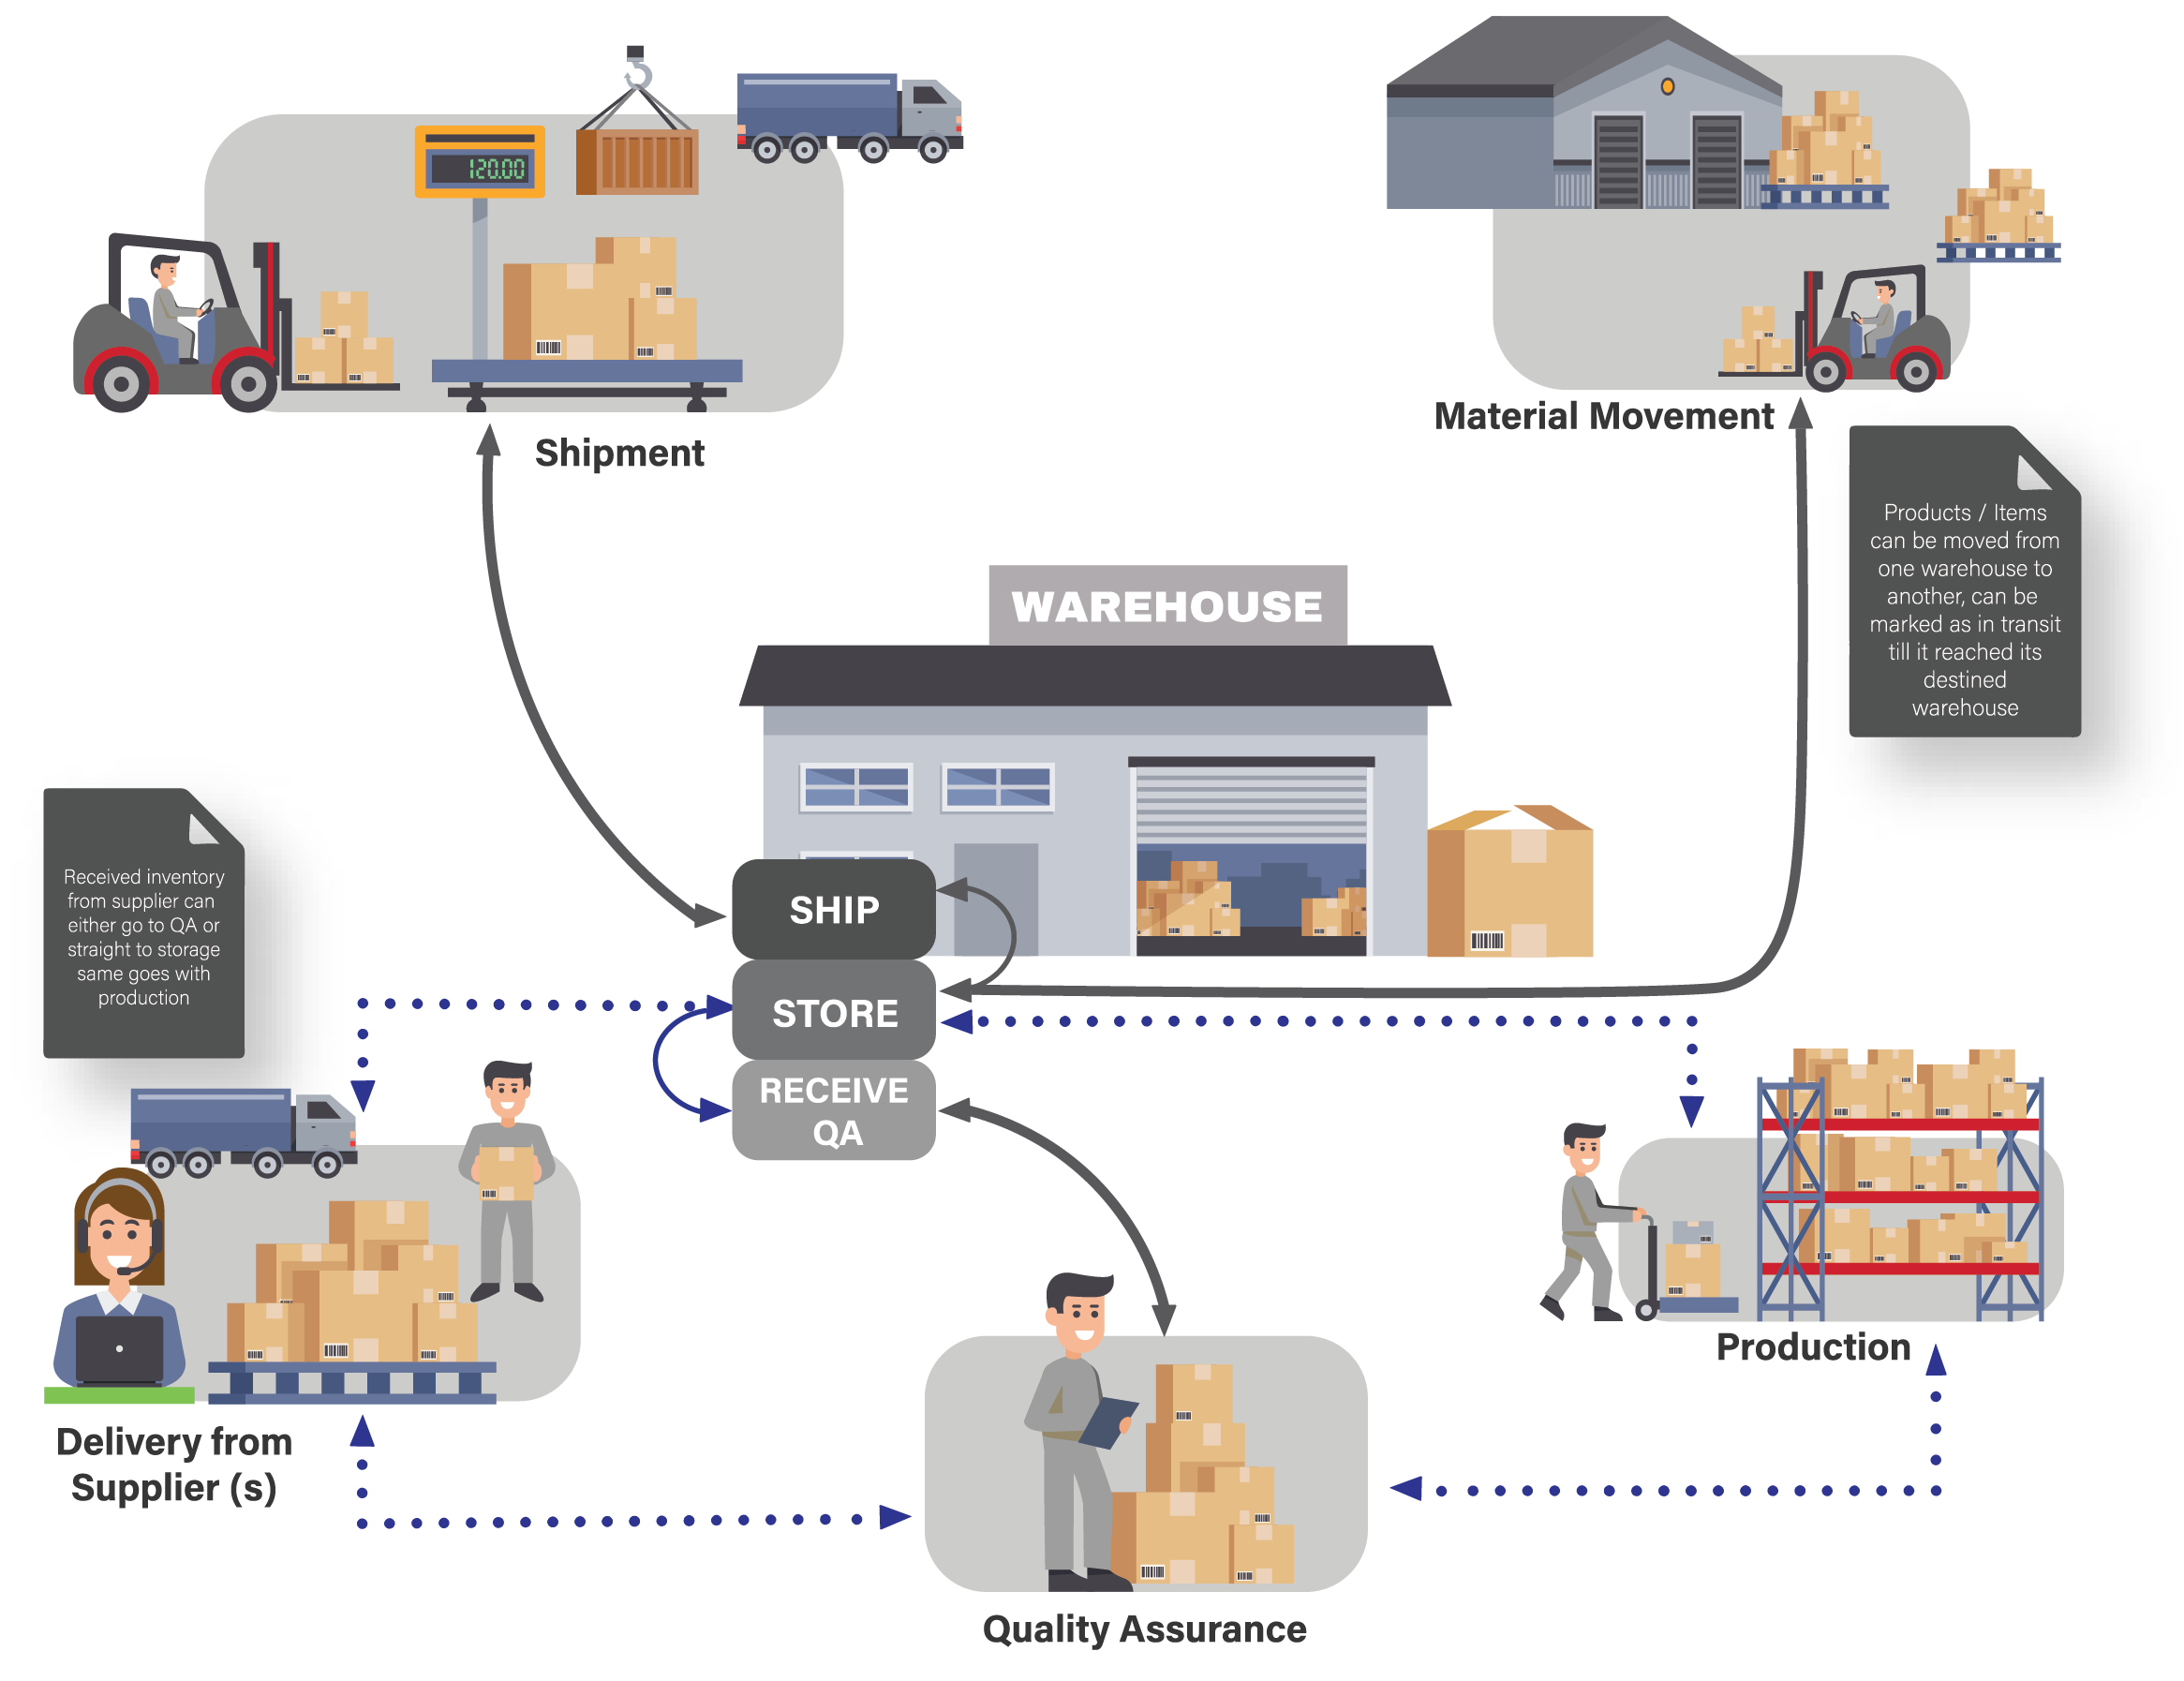 120.00
Shipment
Material Movement
Products / Items
can be moved from
one warehouse to
another, can be
marked as in transit
till it reached its
destined
warehouse
WAREHOUSE
Received inventory
from supplier can
either go to QA or
straight to storage
same goes with
production
SHIP
STORE
RECEIVE
QA
Delivery from
Supplier (s)
Production
Quality Assurance